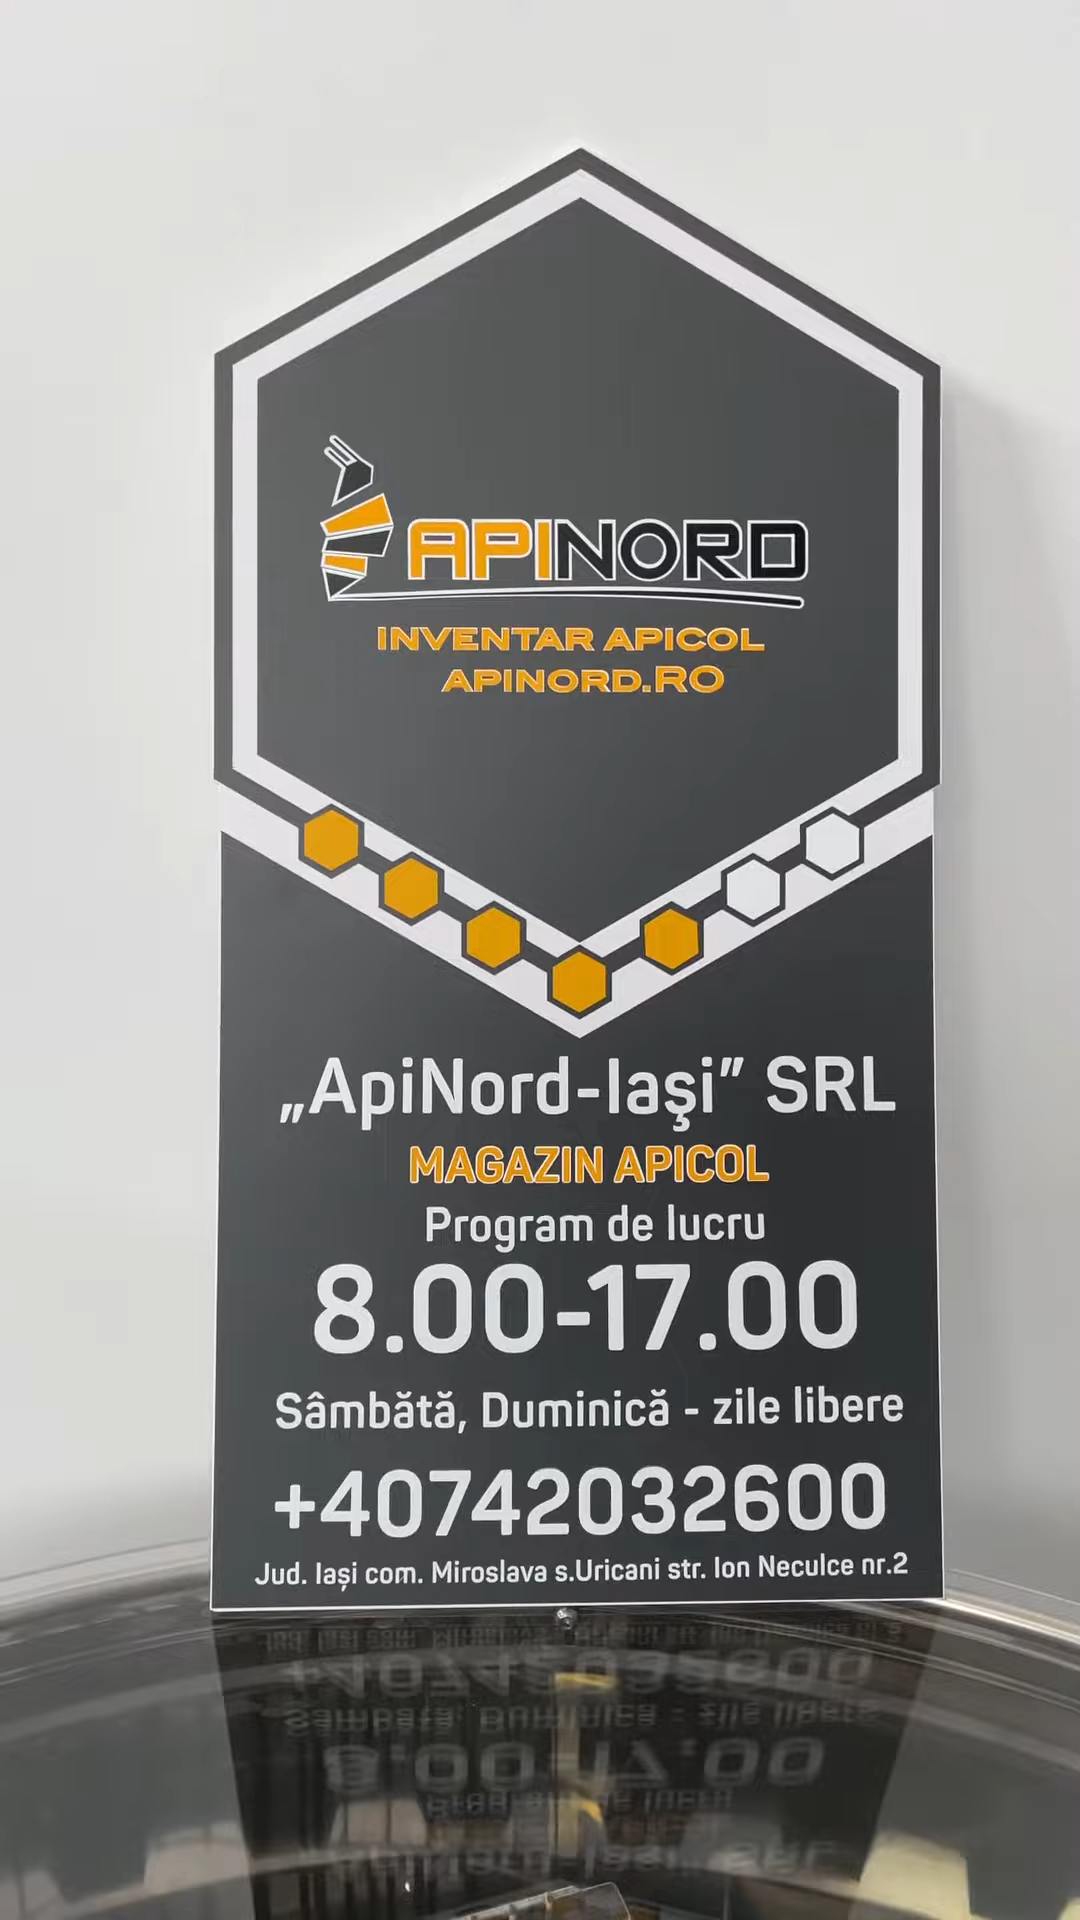 APINORD
INVENTAR APICOL
APINORD.RO
„ApiNord-Iaşi” SRL
MAGAZIN APICOL
Program de lucru
8.00-17.00
Sâmbătă, Duminică - zile libere
+40742032600
Jud. Iași com. Miroslava s.Uricani str. Ion Neculce nr.2